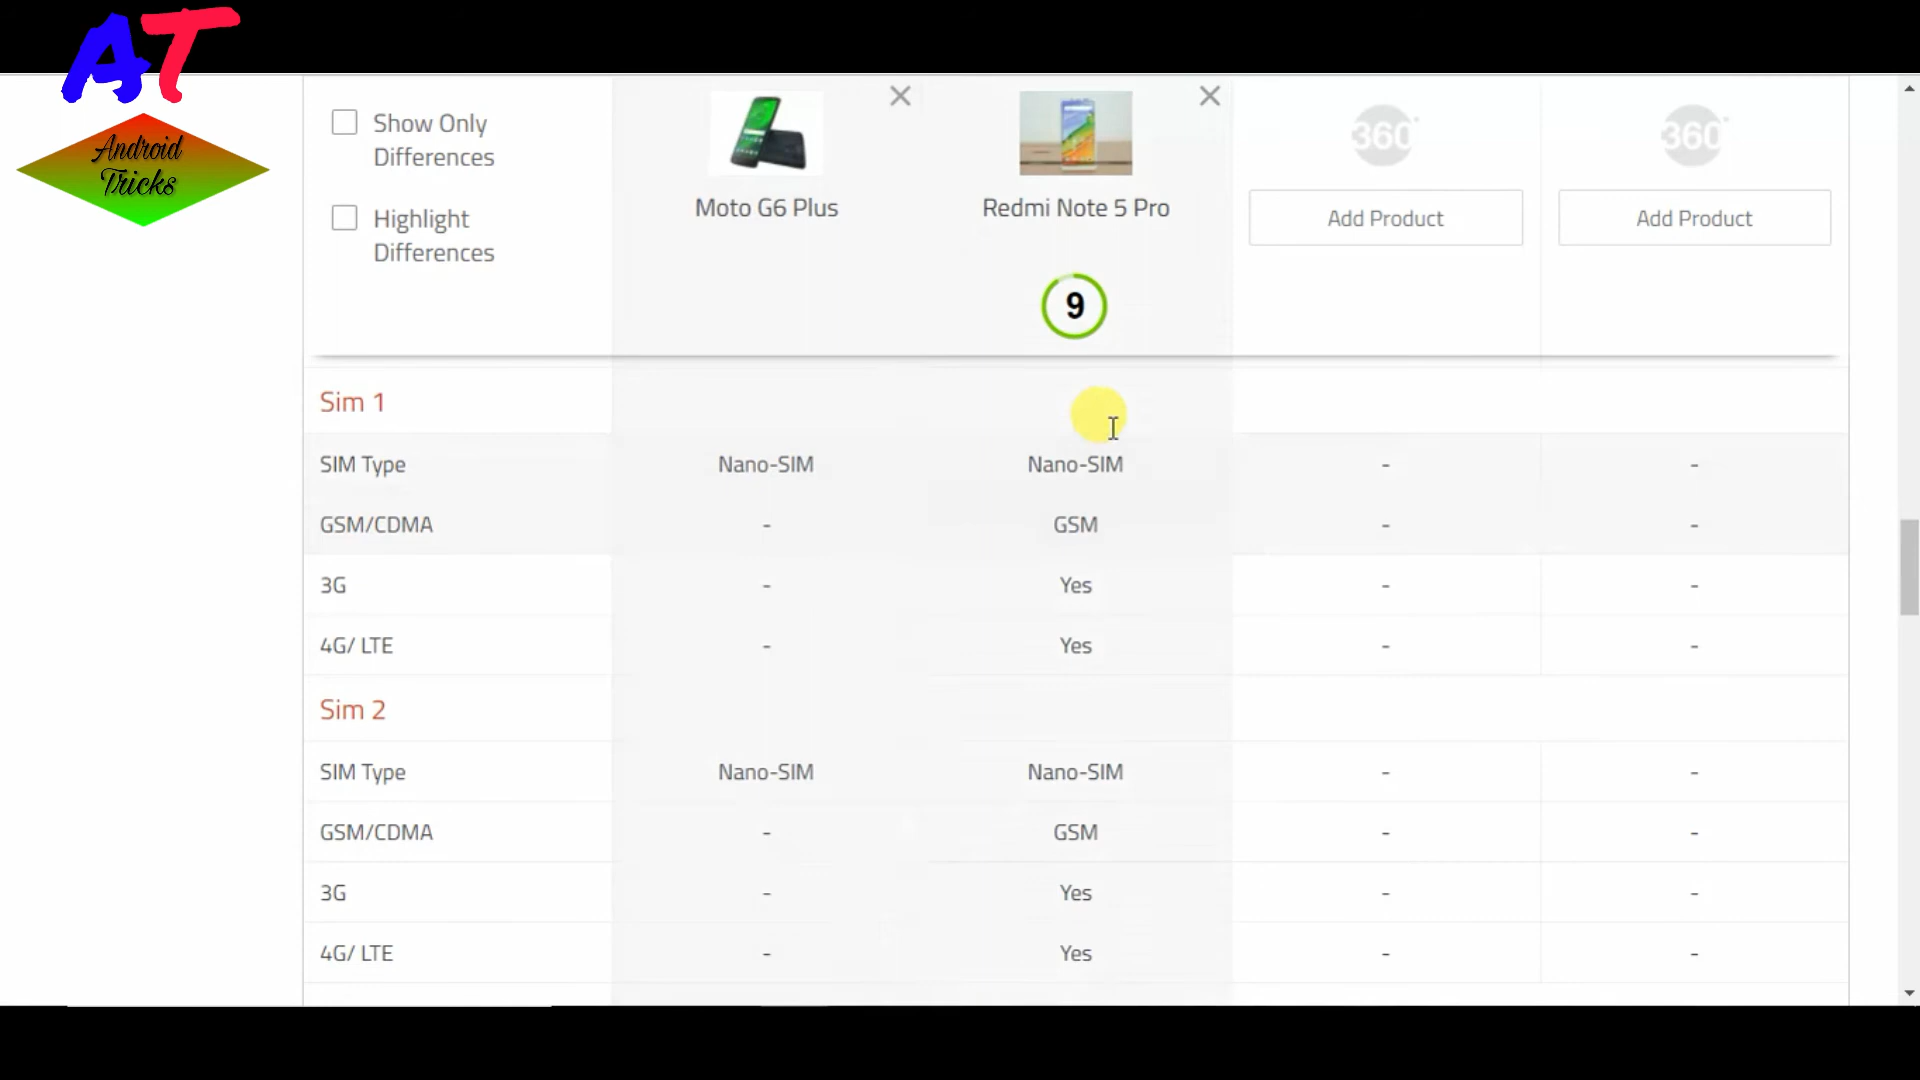 AT
Android
Tricks
Show Only
Differences
Highlight
Differences
Moto G6 Plus
Redmi Note 5 Pro
360°
Add Product
360°
Add Product
9
Sim 1
SIM Type Nano-SIM Nano-SIM - -
GSM/CDMA - GSM - -
3G - Yes - -
4G/ LTE - Yes - -
Sim 2
SIM Type Nano-SIM Nano-SIM - -
GSM/CDMA - GSM - -
3G - Yes - -
4G/ LTE - Yes - -